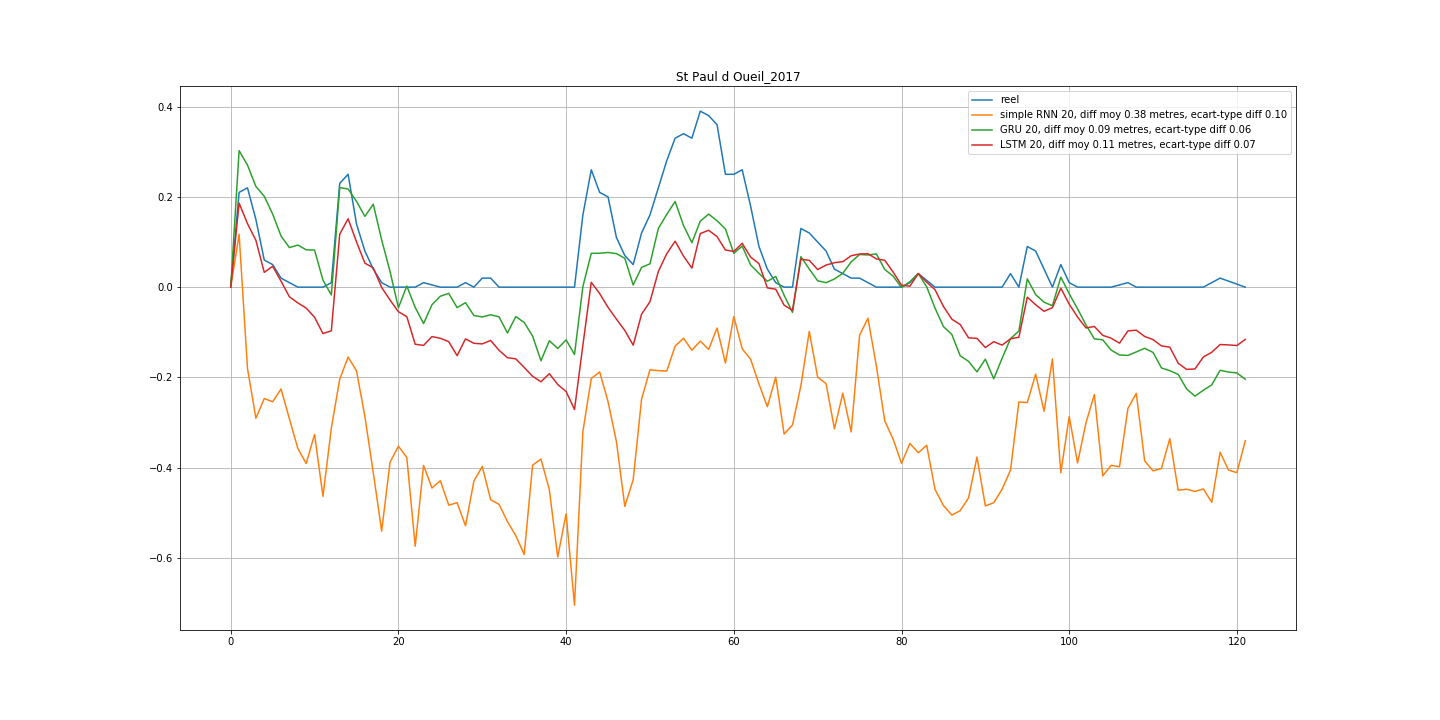 St Paul d Oueil_2017
reel
simple RNN 20, diff moy 0.38 metres, ecart-type diff 0.10
GRU 20, diff moy 0.09 metres, ecart-type diff 0.06
LSTM 20, diff moy 0.11 metres, ecart-type diff 0.07
0.4
0.2
0.0
−0.2
−0.4
−0.6
0 20 40 60 80 100 120